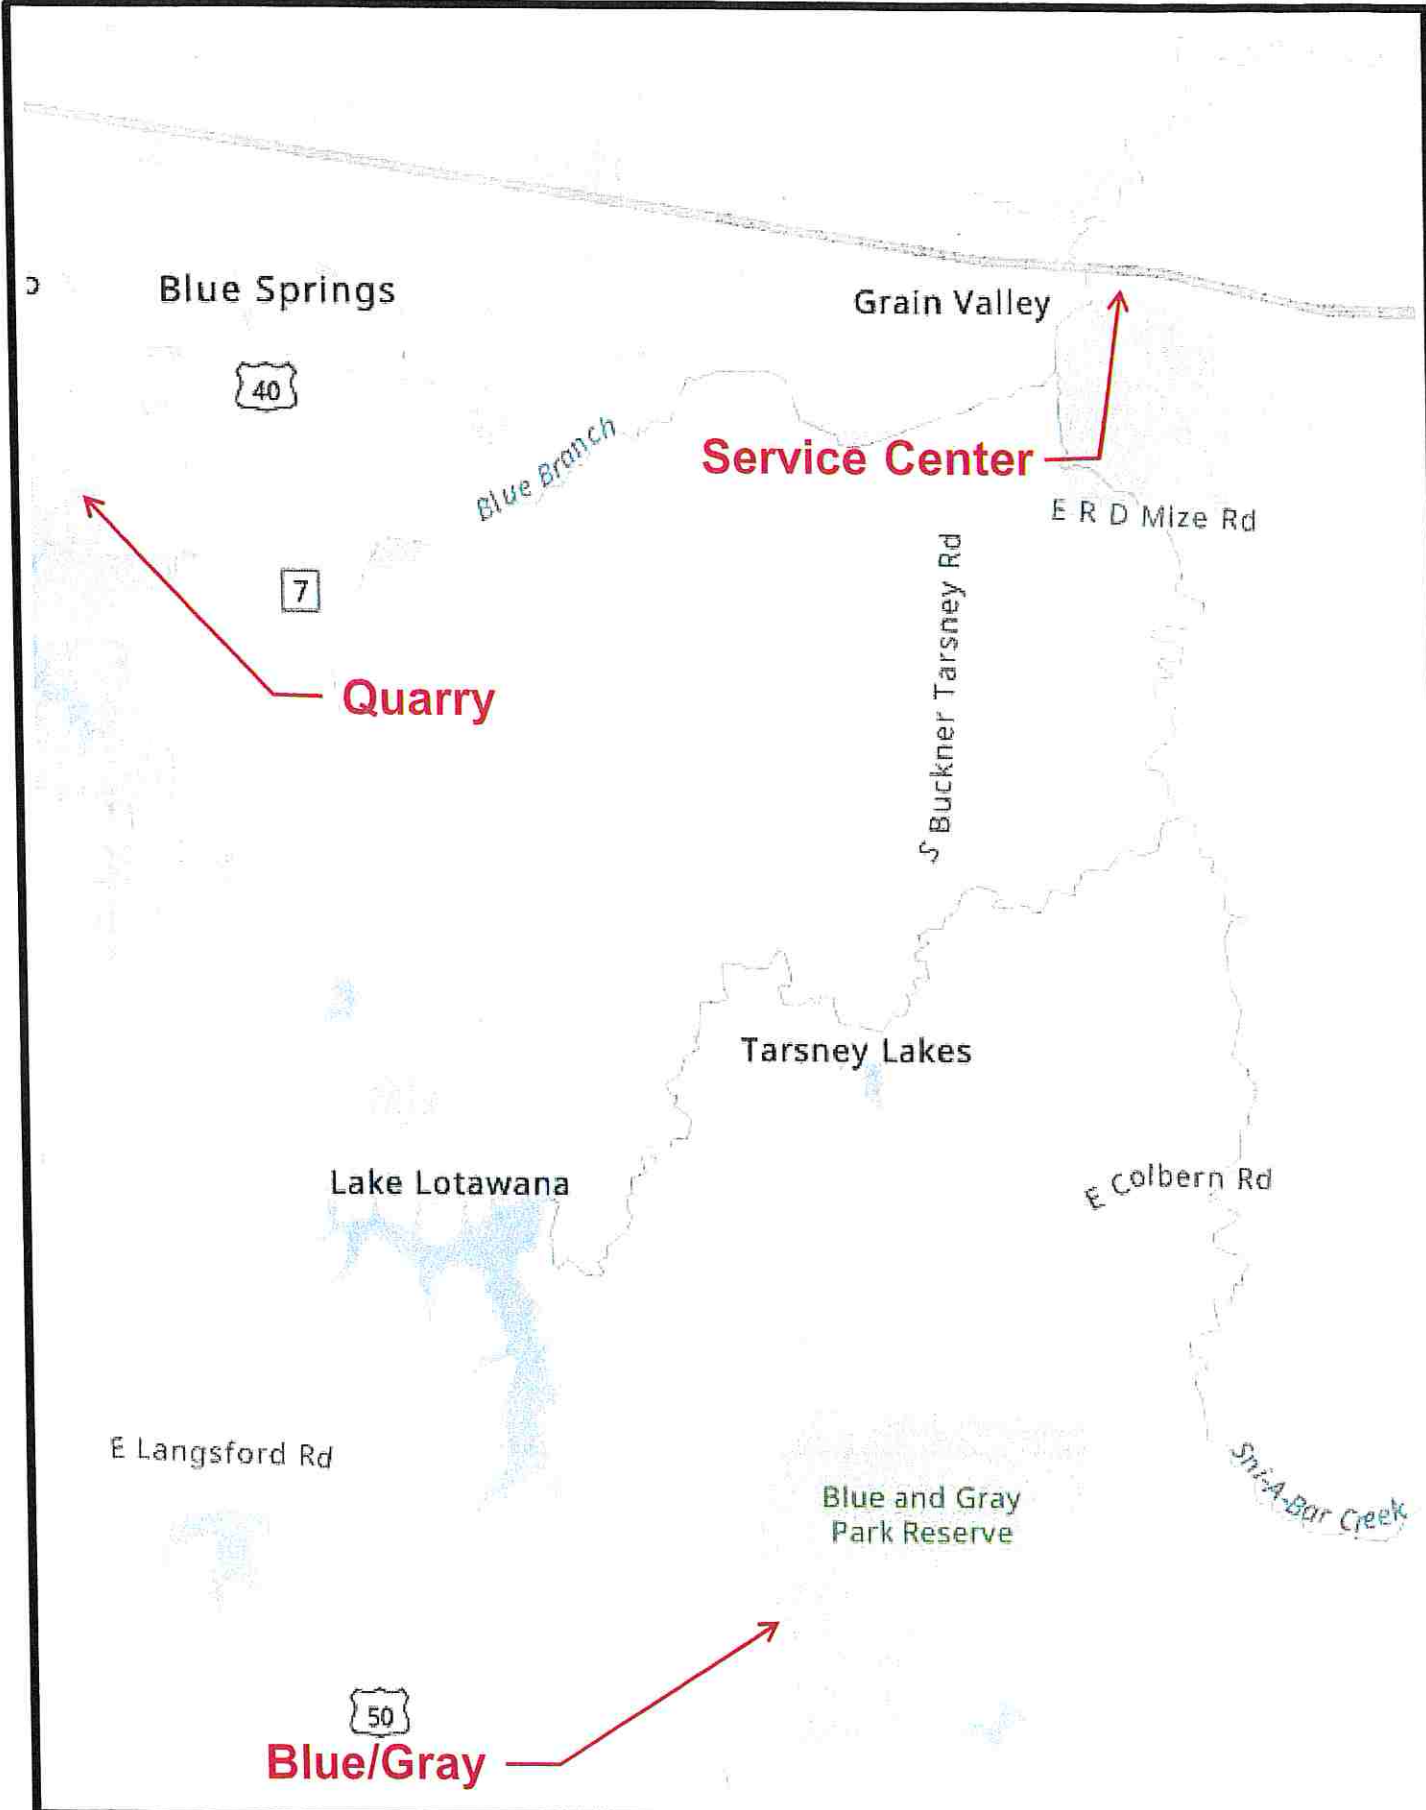 Blue Springs
Grain Valley
40
Blue Branch
Service Center
E R D Mize Rd
S Buckner Tarsney Rd
7
Quarry
Tarsney Lakes
Lake Lotawana
E Colbern Rd
E Langsford Rd
Blue and Gray
Park Reserve
Sni-A-Bar Creek
50
Blue/Gray